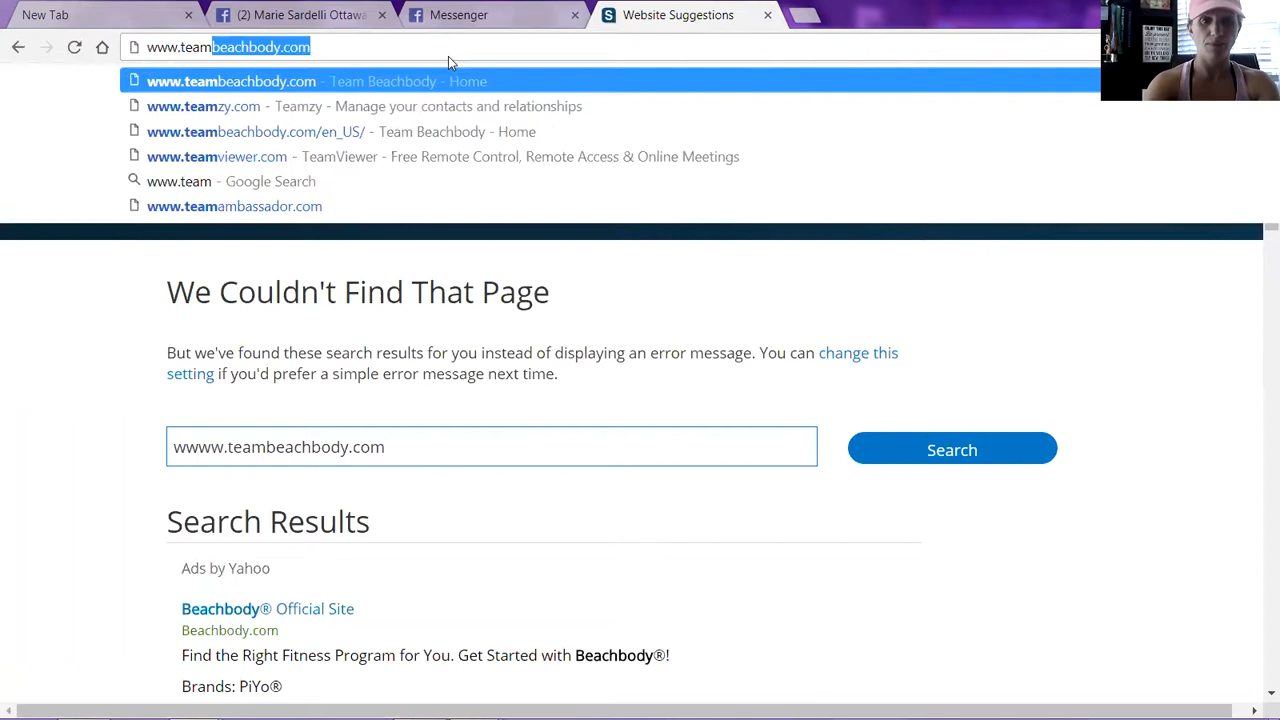 New Tab
(2) Marie Sardelli Ottawa
Messenger
Website Suggestions
www.teambeachbody.com
www.teambeachbody.com - Team Beachbody - Home
www.teamzy.com - Teamzy - Manage your contacts and relationships
www.teambeachbody.com/en_US/ - Team Beachbody - Home
www.teamviewer.com - TeamViewer - Free Remote Control, Remote Access & Online Meetings
www.team - Google Search
www.teamambassador.com
We Couldn't Find That Page
But we've found these search results for you instead of displaying an error message. You can change this
setting if you'd prefer a simple error message next time.
wwww.teambeachbody.com
Search
Search Results
Ads by Yahoo
Beachbody® Official Site
Beachbody.com
Find the Right Fitness Program for You. Get Started with Beachbody®!
Brands: PiYo®